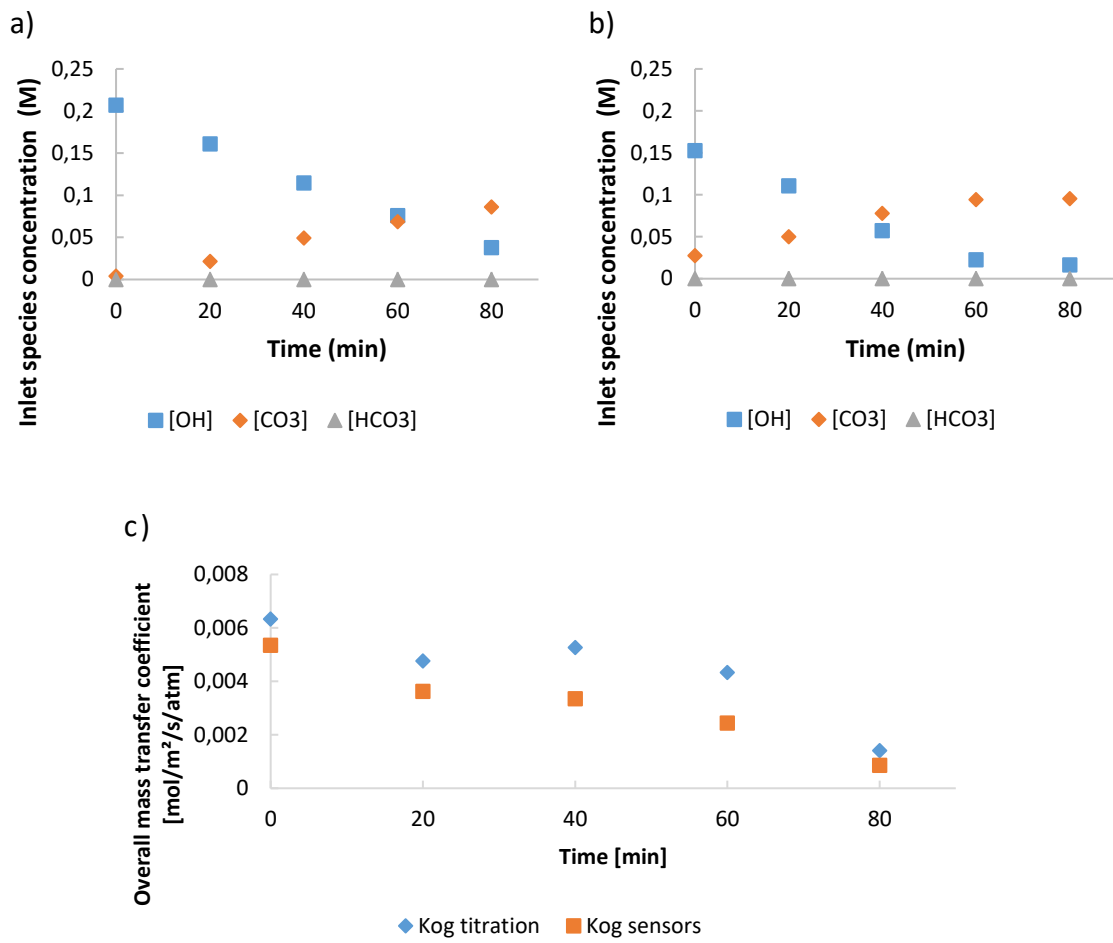 a)
Inlet species concentration (M)
0,25
0,2
0,15
0,1
0,05
0
0 20 40 60 80
Time (min)
[OH] [CO3] [HCO3]
b)
Inlet species concentration (M)
0,25
0,2
0,15
0,1
0,05
0
0 20 40 60 80
Time (min)
[OH] [CO3] [HCO3]
c)
Overall mass transfer coefficient
[mol/m²/s/atm]
0,008
0,006
0,004
0,002
0
0 20 40 60 80
Time [min]
Kog titration Kog sensors